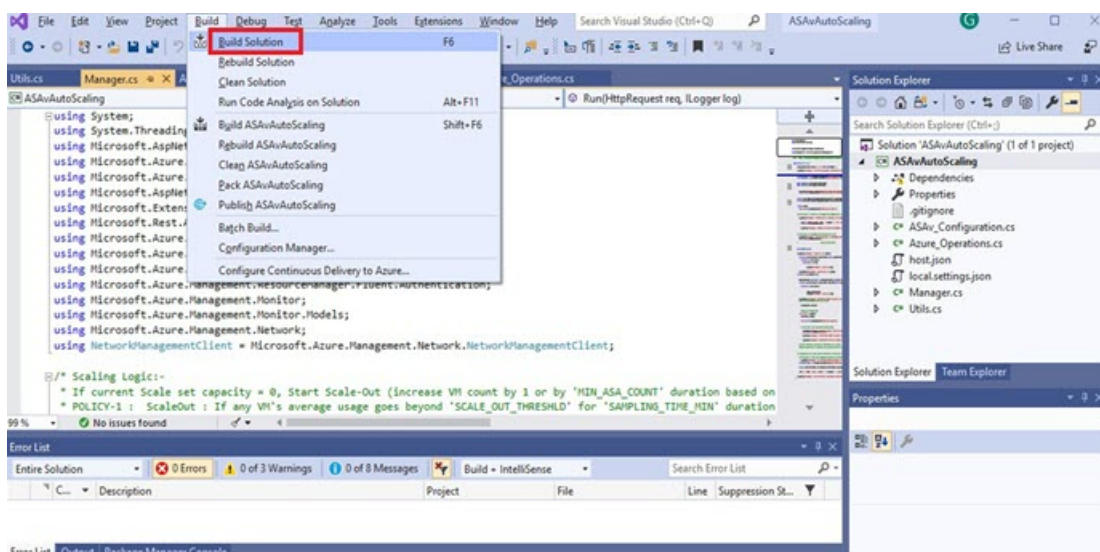 File Edit View Project Build Debug Test Analyze Tools Extensions Window Help Search Visual Studio (Ctrl+Q) ASAvAutoScaling G
Live Share
Build Solution F6
Rebuild Solution
Clean Solution
Run Code Analysis on Solution Alt+F11
Build ASAvAutoScaling Shift+F6
Rebuild ASAvAutoScaling
Clean ASAvAutoScaling
Pack ASAvAutoScaling
Publish ASAvAutoScaling
Batch Build...
Configuration Manager...
Configure Continuous Delivery to Azure...
Utils.cs Manager.cs e_Operations.cs
ASAvAutoScaling Run(HttpRequest req, ILogger log)
using System;
using System.Threading
using Microsoft.AspNet
using Microsoft.Azure.
using Microsoft.Azure.
using Microsoft.AspNet
using Microsoft.Extens
using Microsoft.Rest.A
using Microsoft.Azure.
using Microsoft.Azure.
using Microsoft.Azure.
using Microsoft.Azure.Management.ResourceManager.Fluent.Authentication;
using Microsoft.Azure.Management.Monitor;
using Microsoft.Azure.Management.Monitor.Models;
using Microsoft.Azure.Management.Network;
using NetworkManagementClient = Microsoft.Azure.Management.Network.NetworkManagementClient;
/* Scaling Logic:-
* If current Scale set capacity = 0, Start Scale-Out (increase VM count by 1 or by 'MIN_ASA_COUNT' duration based on
* POLICY-1 : ScaleOut : If any VM's average usage goes beyond 'SCALE_OUT_THRESHLD' for 'SAMPLING_TIME_MIN' duration
99 % No issues found
Error List
Entire Solution 0 Errors 0 of 3 Warnings 0 of 8 Messages Build + IntelliSense Search Error List
C... Description Project File Line Suppression St...
Error List Output Package Manager Console
Solution Explorer
Search Solution Explorer (Ctrl+;)
Solution 'ASAvAutoScaling' (1 of 1 project)
ASAvAutoScaling
Dependencies
Properties
.gitignore
C# ASAv_Configuration.cs
C# Azure_Operations.cs
host.json
local.settings.json
C# Manager.cs
C# Utils.cs
Solution Explorer Team Explorer
Properties